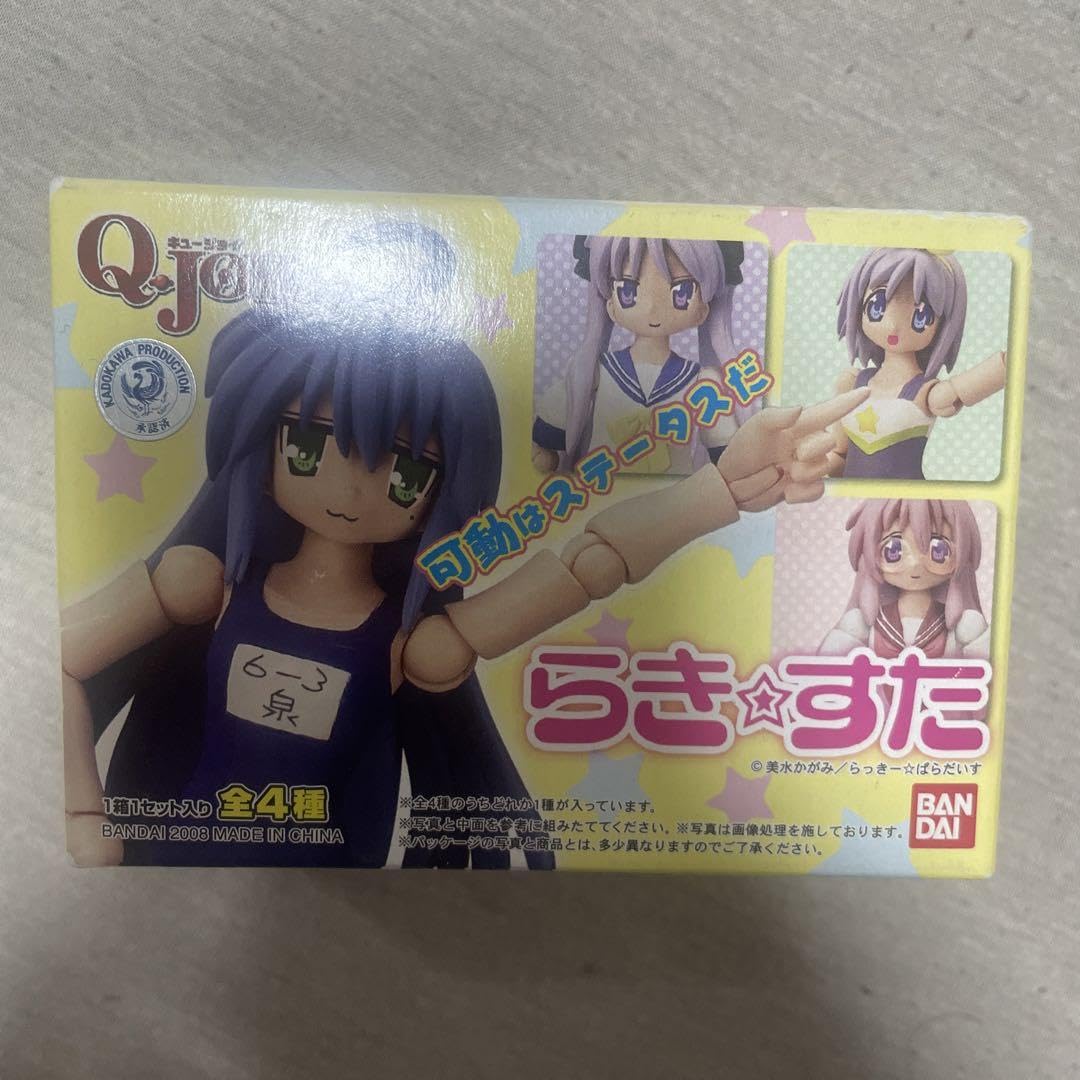 キュージョイ
Q-Jo
KADOKAWA PRODUCTION
承認済
可動はステータスだ
6-3
泉
らき☆すた
©美水かがみ／らっきー☆ぱらだいす
1箱1セット入り 全4種
BANDAI 2008 MADE IN CHINA
※全4種のうちどれか1種が入っています。
※写真と中面を参考に組みたててください。※写真は画像処理を施しております。
※パッケージの写真と商品とは、多少異なりますのでご了承ください。
BAN
DAI